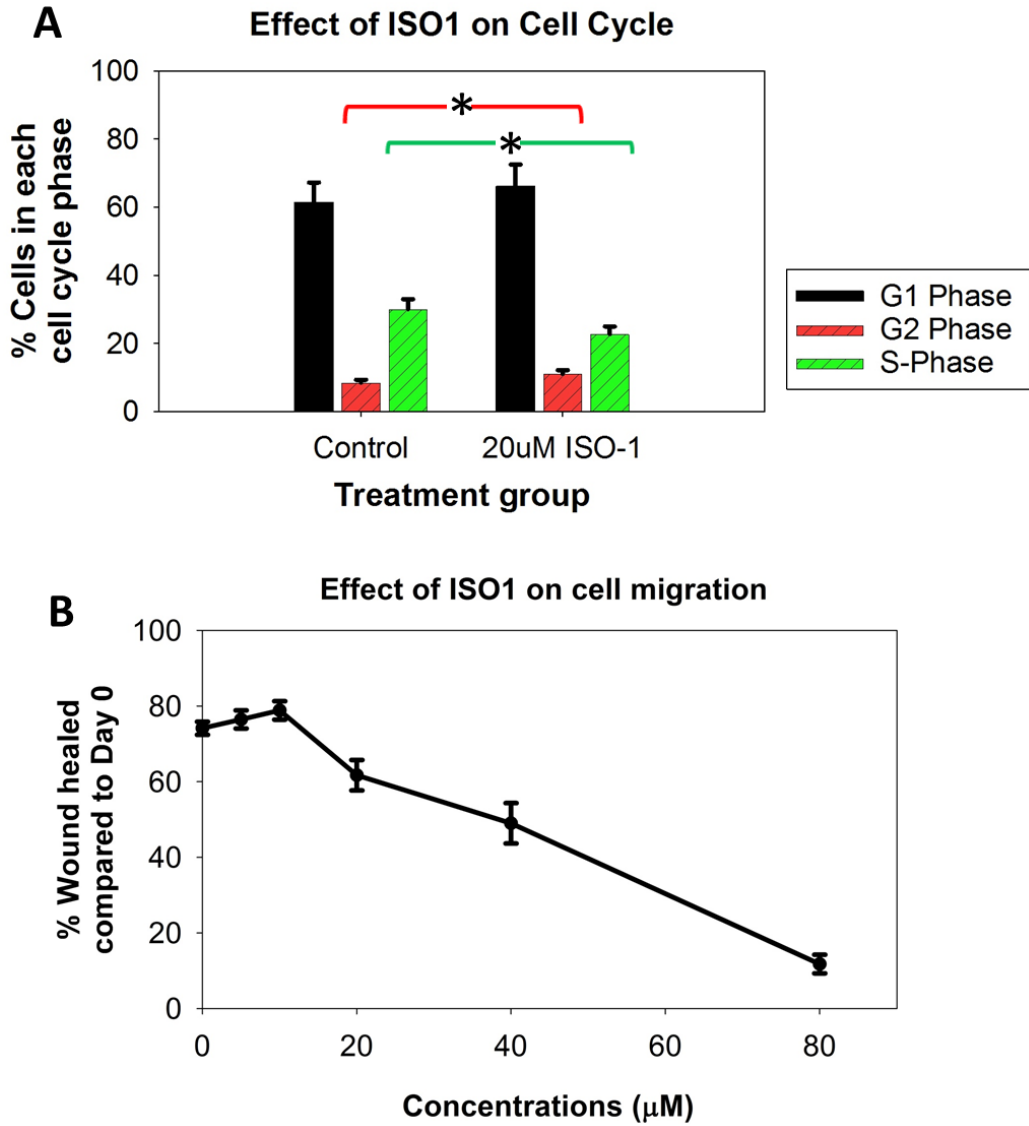 A
Effect of ISO1 on Cell Cycle
% Cells in each
cell cycle phase
100
80
60
40
20
0
*
*
Control
20uM ISO-1
Treatment group
G1 Phase
G2 Phase
S-Phase
B
Effect of ISO1 on cell migration
% Wound healed
compared to Day 0
100
80
60
40
20
0
0
20
40
60
80
Concentrations (μM)